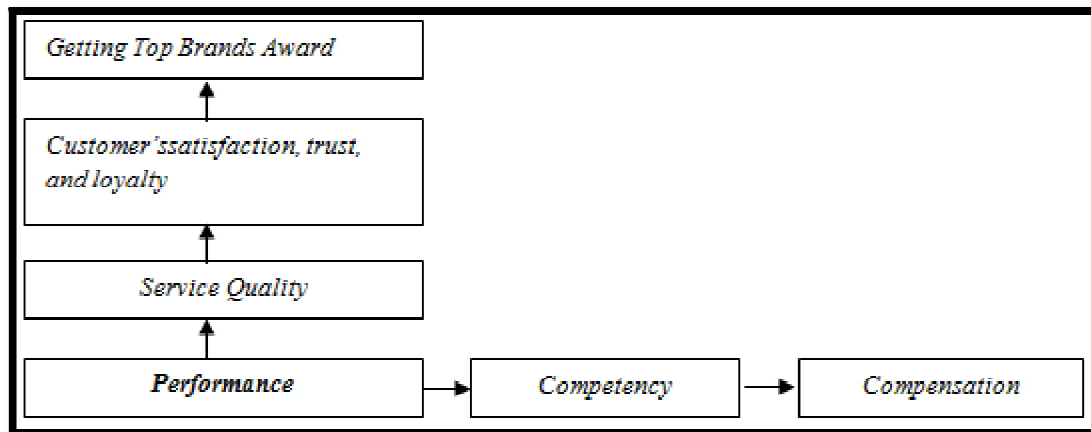 Getting Top Brands Award
Customer'ssatisfaction, trust,
and loyalty
Service Quality
Performance
Competency
Compensation